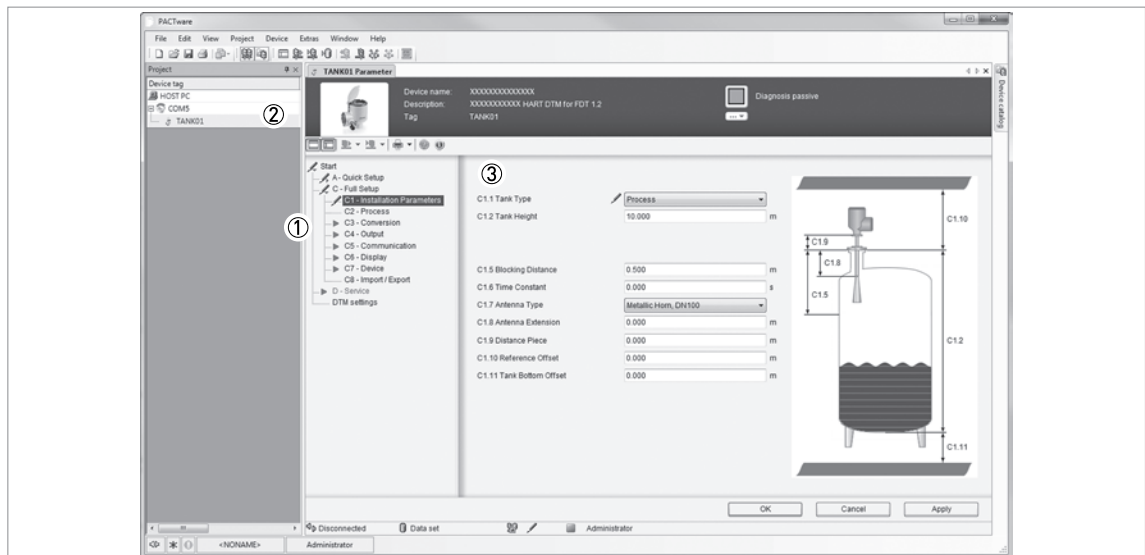 PACTware
File Edit View Project Device Extras Window Help
Project
Device tag
HOST PC
COM5
TANK01
②
TANK01 Parameter
Device name: XXXXXXXXXXXXXX
Description: XXXXXXXXXXX HART DTM for FDT 1.2
Tag TANK01
Diagnosis passive
Device catalog
①
Start
A- Quick Setup
C - Full Setup
C1 - Installation Parameters
C2 - Process
C3 - Conversion
C4 - Output
C5 - Communication
C6 - Display
C7 - Device
C8 - Import / Export
D - Service
DTM settings
③
C1.1 Tank Type Process
C1.2 Tank Height 10.000 m
C1.5 Blocking Distance 0.500 m
C1.6 Time Constant 0.000 s
C1.7 Antenna Type Metallic Horn, DN100
C1.8 Antenna Extension 0.000 m
C1.9 Distance Piece 0.000 m
C1.10 Reference Offset 0.000 m
C1.11 Tank Bottom Offset 0.000 m
C1.10
C1.9
C1.8
C1.5
C1.2
C1.11
OK Cancel Apply
Disconnected Data set Administrator
<NONAME> Administrator